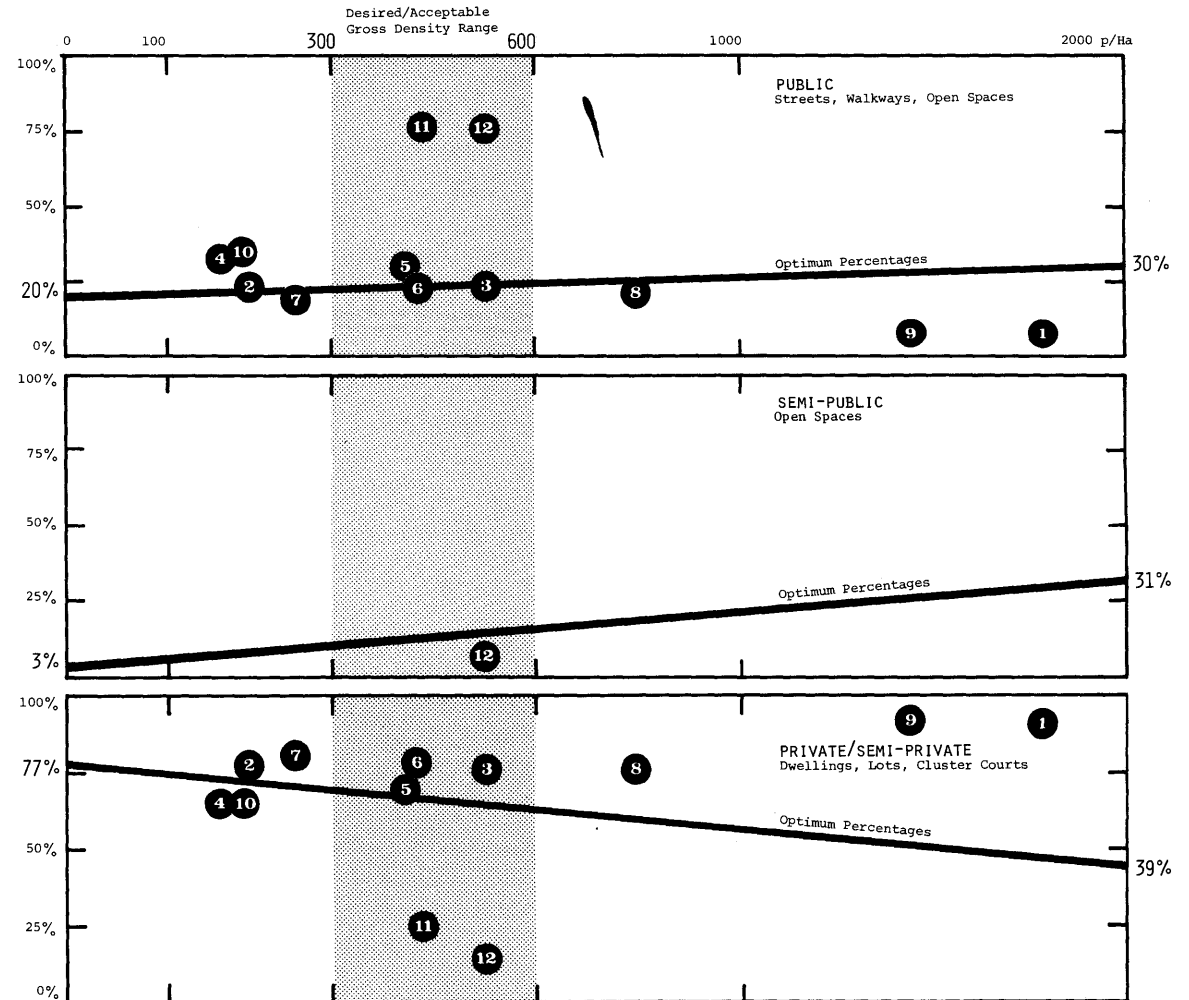 Desired/Acceptable
Gross Density Range
0 100 300 600 1000 2000 p/Ha
100%
PUBLIC
Streets, Walkways, Open Spaces
75%
11 12
50%
4 10
5
Optimum Percentages
30%
20%
2 7 6 3 8
9 1
0%
100%
SEMI-PUBLIC
Open Spaces
75%
50%
Optimum Percentages
31%
25%
12
3%
100%
9 1
PRIVATE/SEMI-PRIVATE
Dwellings, Lots, Cluster Courts
77%
2 7 6 3 8
5
4 10
Optimum Percentages
50%
39%
25%
11
12
0%